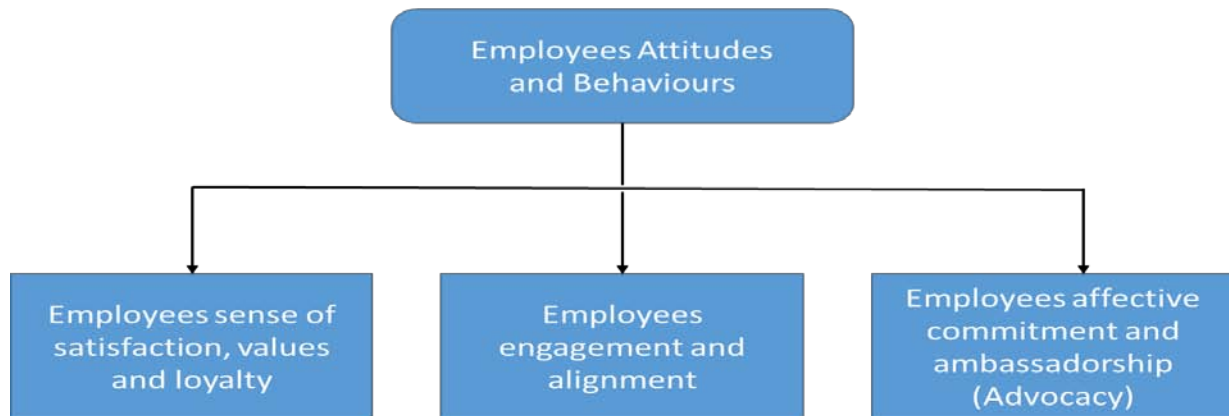 Employees Attitudes
and Behaviours
Employees sense of
satisfaction, values
and loyalty
Employees
engagement and
alignment
Employees affective
commitment and
ambassadorship
(Advocacy)